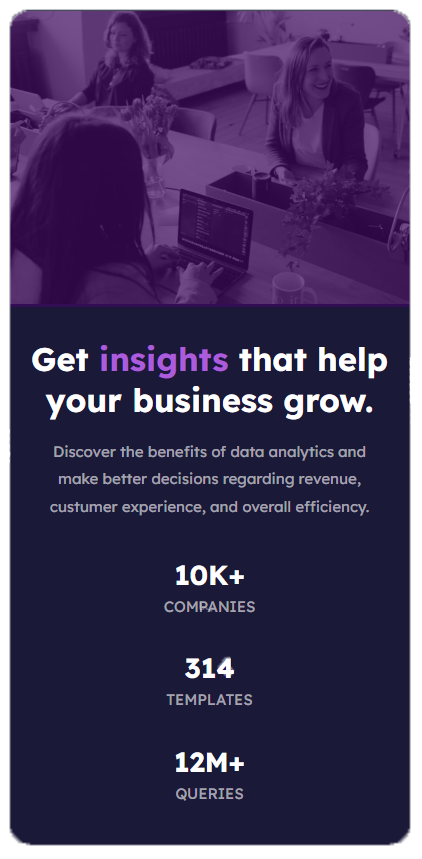 Get insights that help
your business grow.
Discover the benefits of data analytics and
make better decisions regarding revenue,
custumer experience, and overall efficiency.
10K+
COMPANIES
314
TEMPLATES
12M+
QUERIES